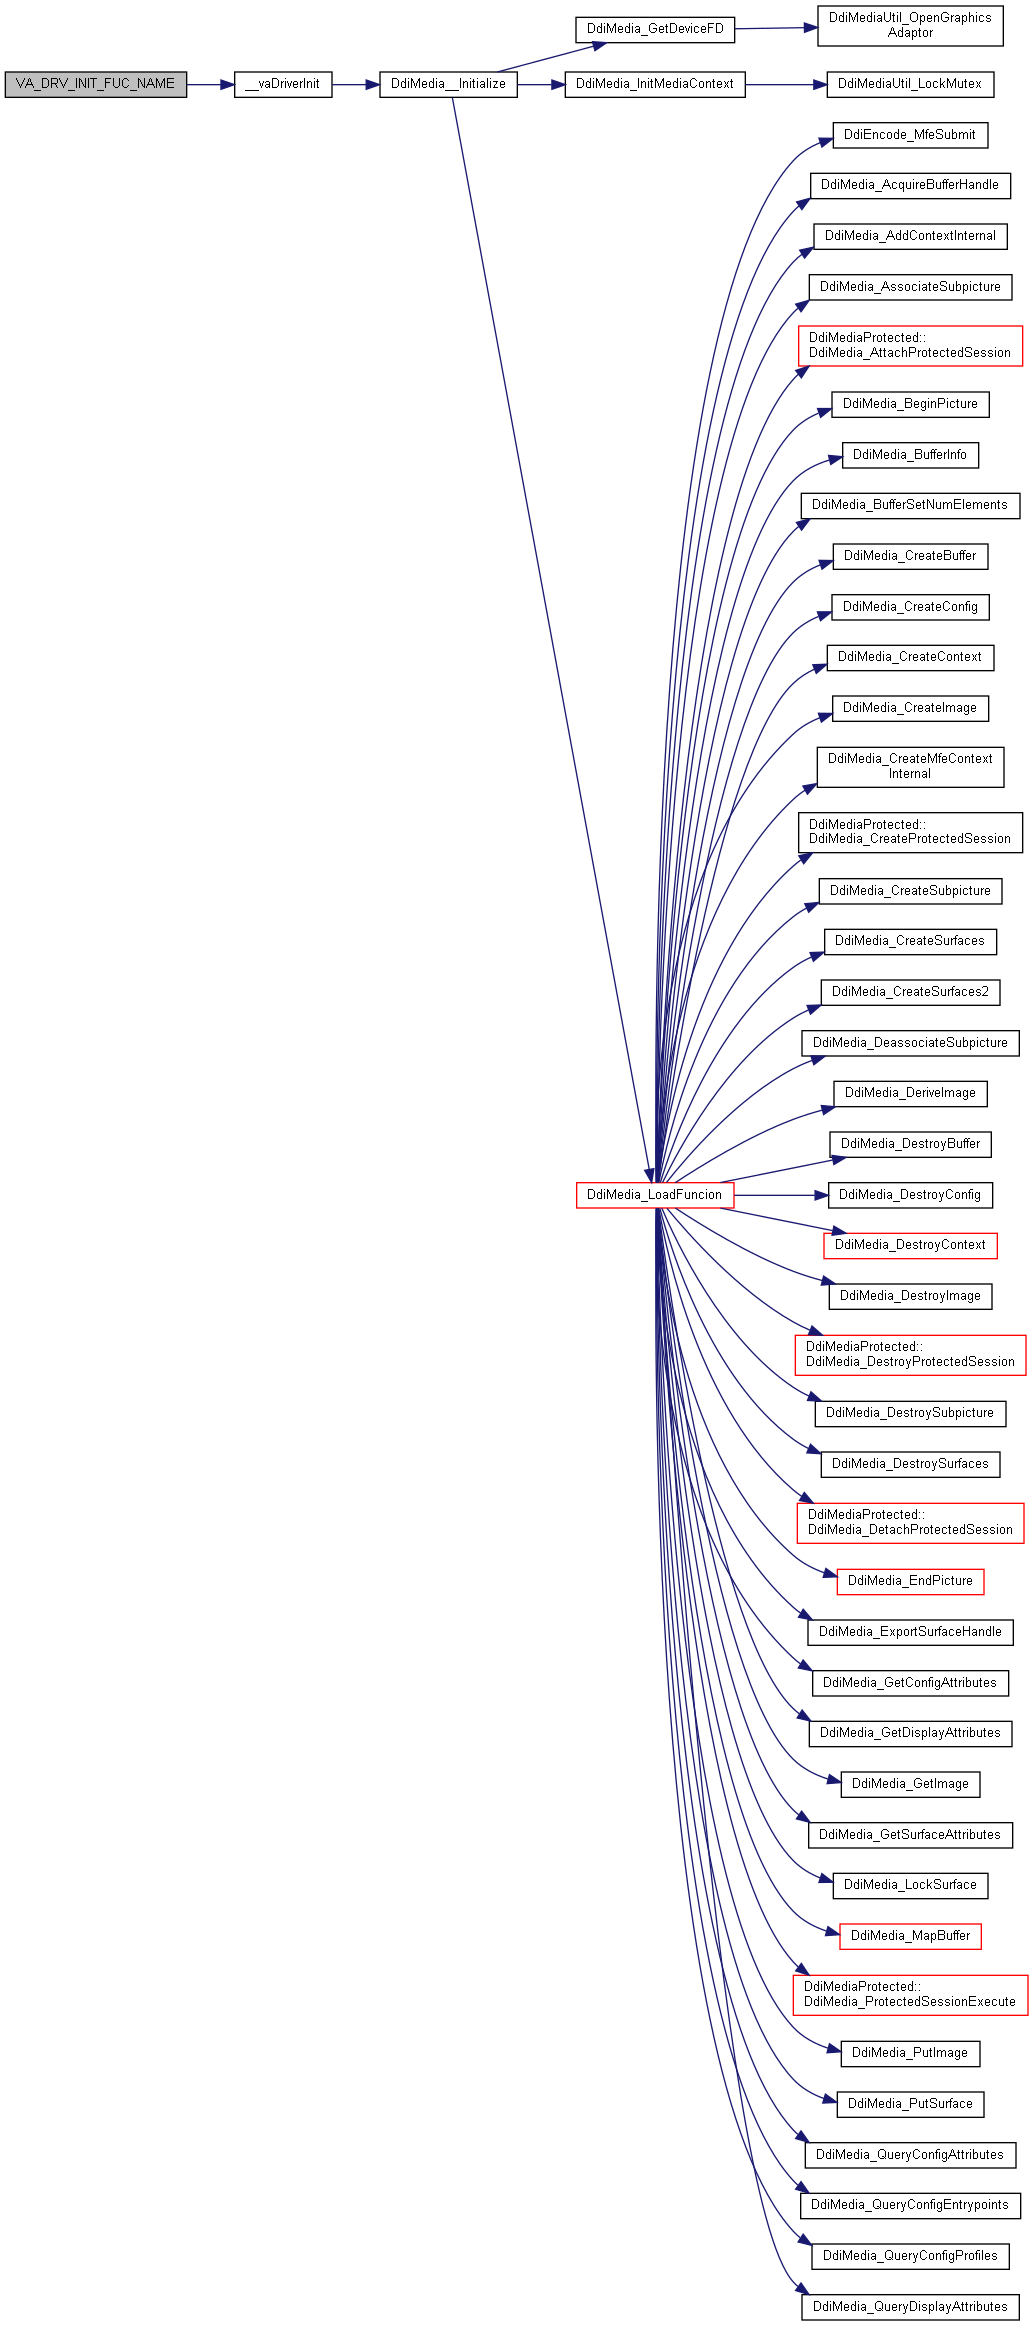 VA_DRV_INIT_FUC_NAME
__vaDriverInit
DdiMedia__Initialize
DdiMedia_GetDeviceFD
DdiMediaUtil_OpenGraphics
Adaptor
DdiMedia_InitMediaContext
DdiMediaUtil_LockMutex
DdiMedia_LoadFuncion
DdiEncode_MfeSubmit
DdiMedia_AcquireBufferHandle
DdiMedia_AddContextInternal
DdiMedia_AssociateSubpicture
DdiMediaProtected::
DdiMedia_AttachProtectedSession
DdiMedia_BeginPicture
DdiMedia_BufferInfo
DdiMedia_BufferSetNumElements
DdiMedia_CreateBuffer
DdiMedia_CreateConfig
DdiMedia_CreateContext
DdiMedia_CreateImage
DdiMedia_CreateMfeContext
Internal
DdiMediaProtected::
DdiMedia_CreateProtectedSession
DdiMedia_CreateSubpicture
DdiMedia_CreateSurfaces
DdiMedia_CreateSurfaces2
DdiMedia_DeassociateSubpicture
DdiMedia_DeriveImage
DdiMedia_DestroyBuffer
DdiMedia_DestroyConfig
DdiMedia_DestroyContext
DdiMedia_DestroyImage
DdiMediaProtected::
DdiMedia_DestroyProtectedSession
DdiMedia_DestroySubpicture
DdiMedia_DestroySurfaces
DdiMediaProtected::
DdiMedia_DetachProtectedSession
DdiMedia_EndPicture
DdiMedia_ExportSurfaceHandle
DdiMedia_GetConfigAttributes
DdiMedia_GetDisplayAttributes
DdiMedia_GetImage
DdiMedia_GetSurfaceAttributes
DdiMedia_LockSurface
DdiMedia_MapBuffer
DdiMediaProtected::
DdiMedia_ProtectedSessionExecute
DdiMedia_PutImage
DdiMedia_PutSurface
DdiMedia_QueryConfigAttributes
DdiMedia_QueryConfigEntrypoints
DdiMedia_QueryConfigProfiles
DdiMedia_QueryDisplayAttributes